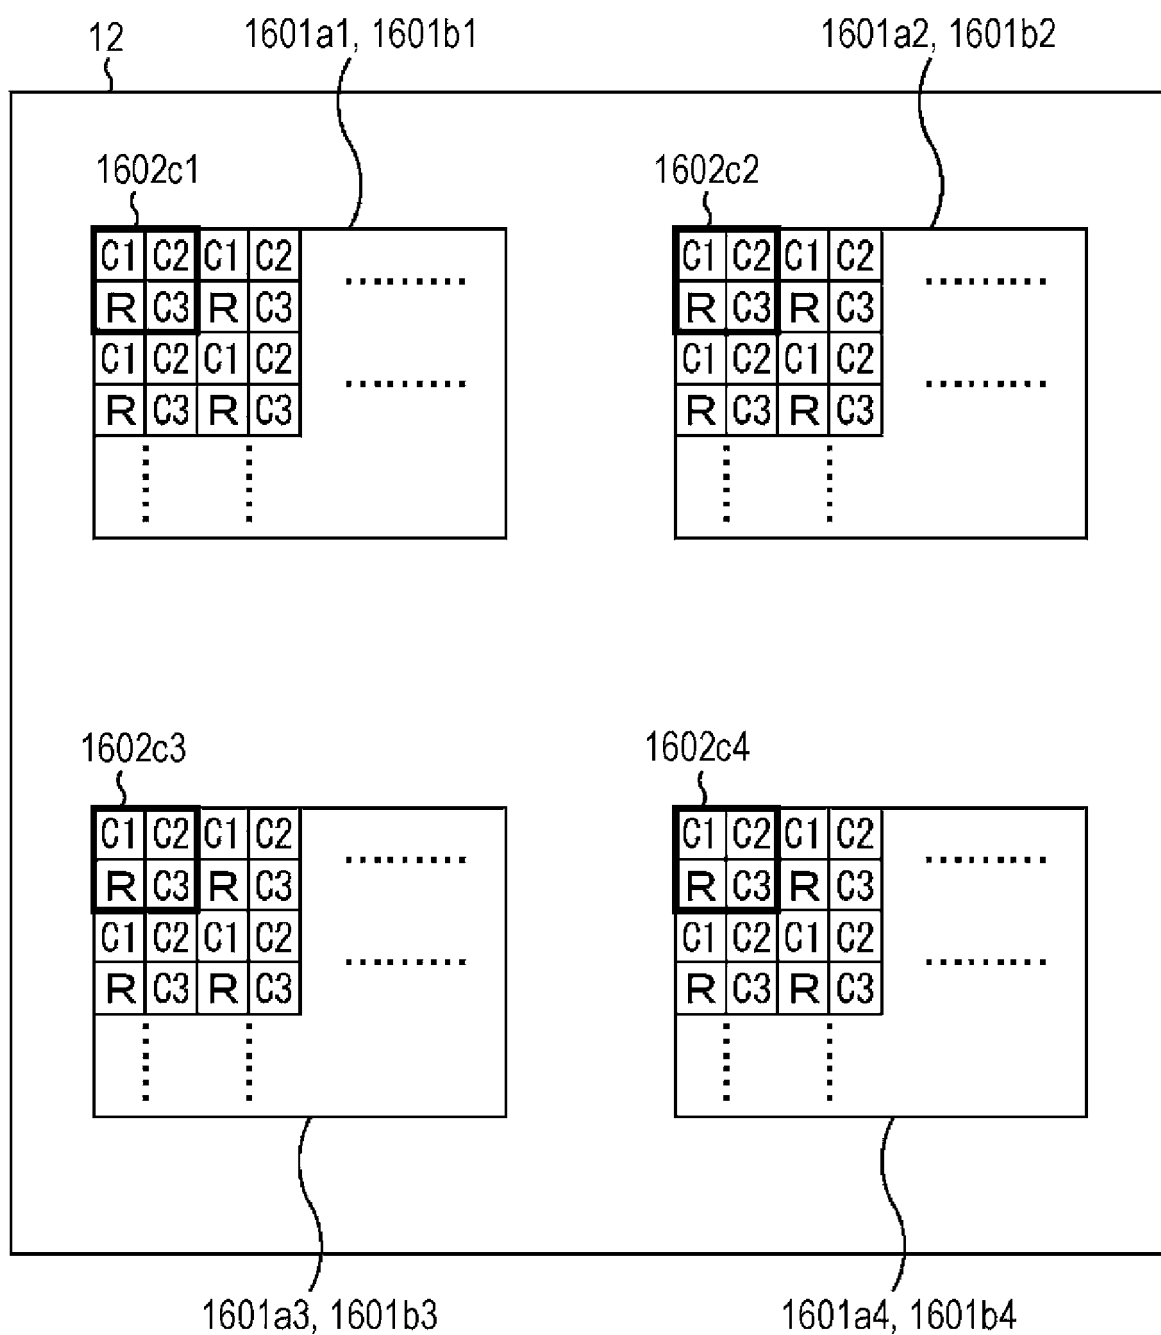 12 1601a1, 1601b1 1601a2, 1601b2
1602c1 1602c2
C1 C2 C1 C2 ......... C1 C2 C1 C2 .........
R C3 R C3 R C3 R C3
C1 C2 C1 C2 ......... C1 C2 C1 C2 .........
R C3 R C3 R C3 R C3
1602c3 1602c4
C1 C2 C1 C2 ......... C1 C2 C1 C2 .........
R C3 R C3 R C3 R C3
C1 C2 C1 C2 ......... C1 C2 C1 C2 .........
R C3 R C3 R C3 R C3
1601a3, 1601b3 1601a4, 1601b4